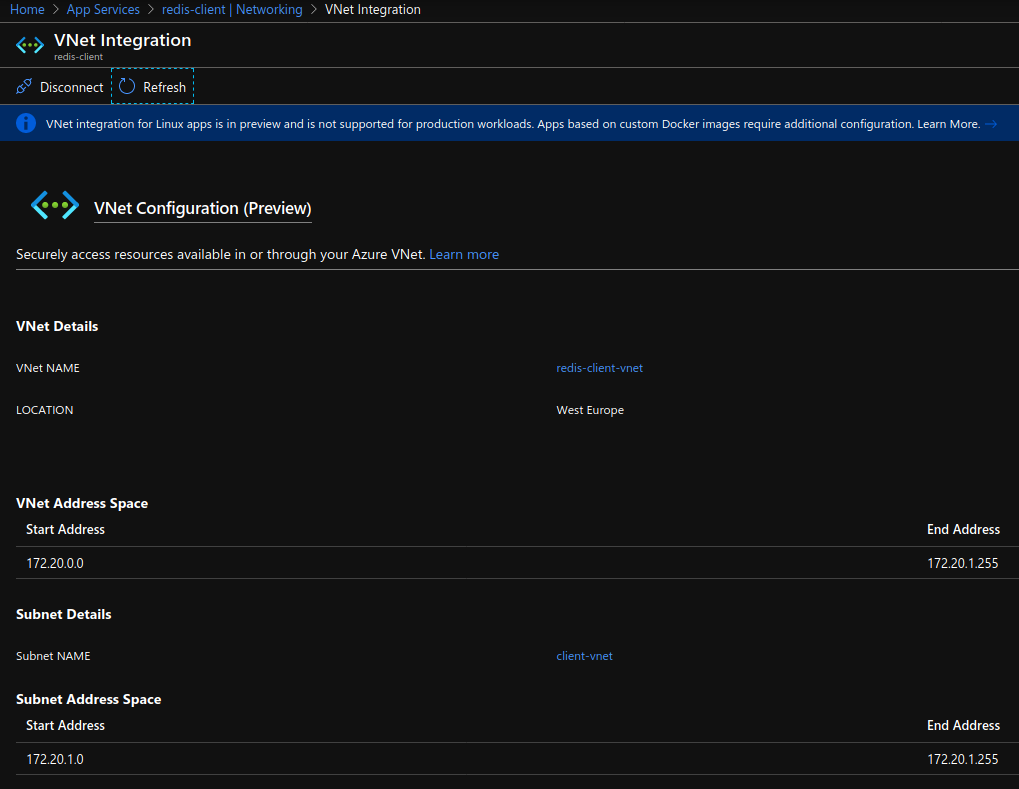 Home > App Services > redis-client | Networking > VNet Integration
VNet Integration
redis-client
Disconnect Refresh
VNet integration for Linux apps is in preview and is not supported for production workloads. Apps based on custom Docker images require additional configuration. Learn More. →
VNet Configuration (Preview)
Securely access resources available in or through your Azure VNet. Learn more
VNet Details
VNet NAME redis-client-vnet
LOCATION West Europe
VNet Address Space
Start Address End Address
172.20.0.0 172.20.1.255
Subnet Details
Subnet NAME client-vnet
Subnet Address Space
Start Address End Address
172.20.1.0 172.20.1.255